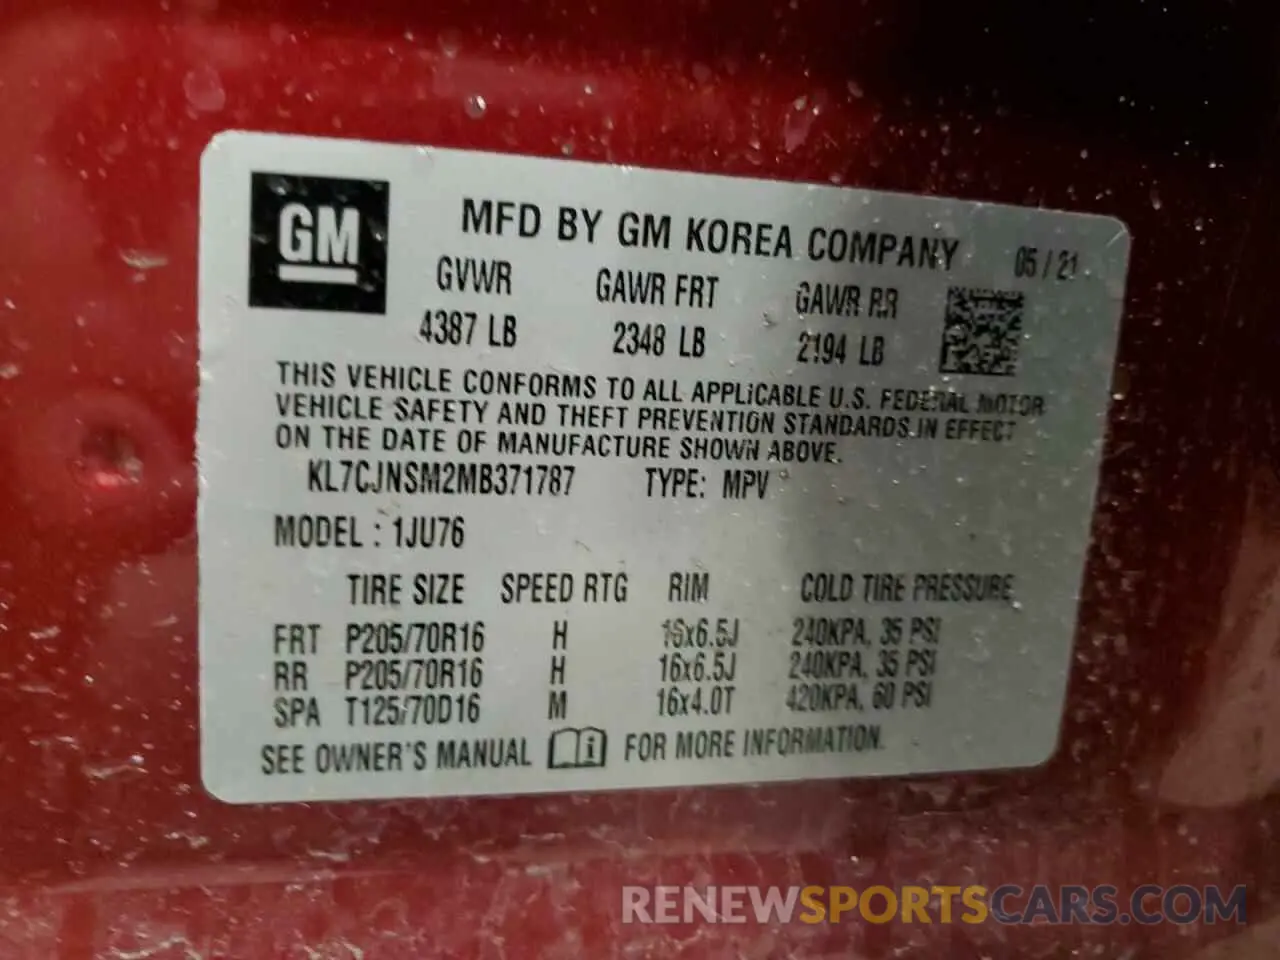 GM
MFD BY GM KOREA COMPANY 05 / 21
GVWR GAWR FRT GAWR RR
4387 LB 2348 LB 2194 LB
THIS VEHICLE CONFORMS TO ALL APPLICABLE U.S. FEDERAL MOTOR
VEHICLE SAFETY AND THEFT PREVENTION STANDARDS IN EFFECT
ON THE DATE OF MANUFACTURE SHOWN ABOVE.
KL7CJNSM2MB371787 TYPE: MPV
MODEL : 1JU76
TIRE SIZE SPEED RTG RIM COLD TIRE PRESSURE
FRT P205/70R16 H 16x6.5J 240KPA, 35 PSI
RR P205/70R16 H 16x6.5J 240KPA, 35 PSI
SPA T125/70D16 M 16x4.0T 420KPA, 60 PSI
SEE OWNER'S MANUAL i FOR MORE INFORMATION.
RENEWSPORTSCARS.COM